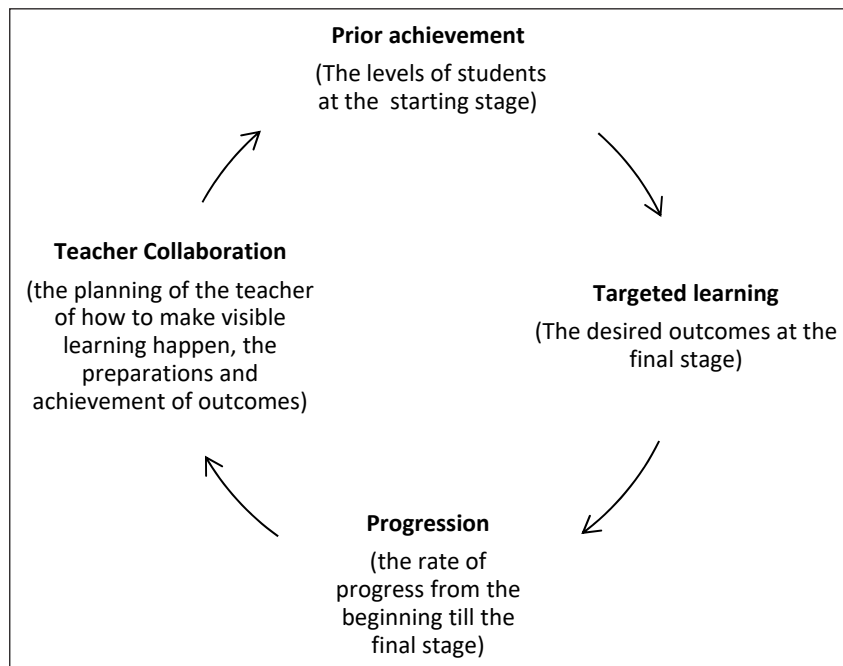 Prior achievement
(The levels of students
at the starting stage)
Targeted learning
(The desired outcomes at the
final stage)
Progression
(the rate of
progress from the
beginning till the
final stage)
Teacher Collaboration
(the planning of the teacher
of how to make visible
learning happen, the
preparations and
achievement of outcomes)